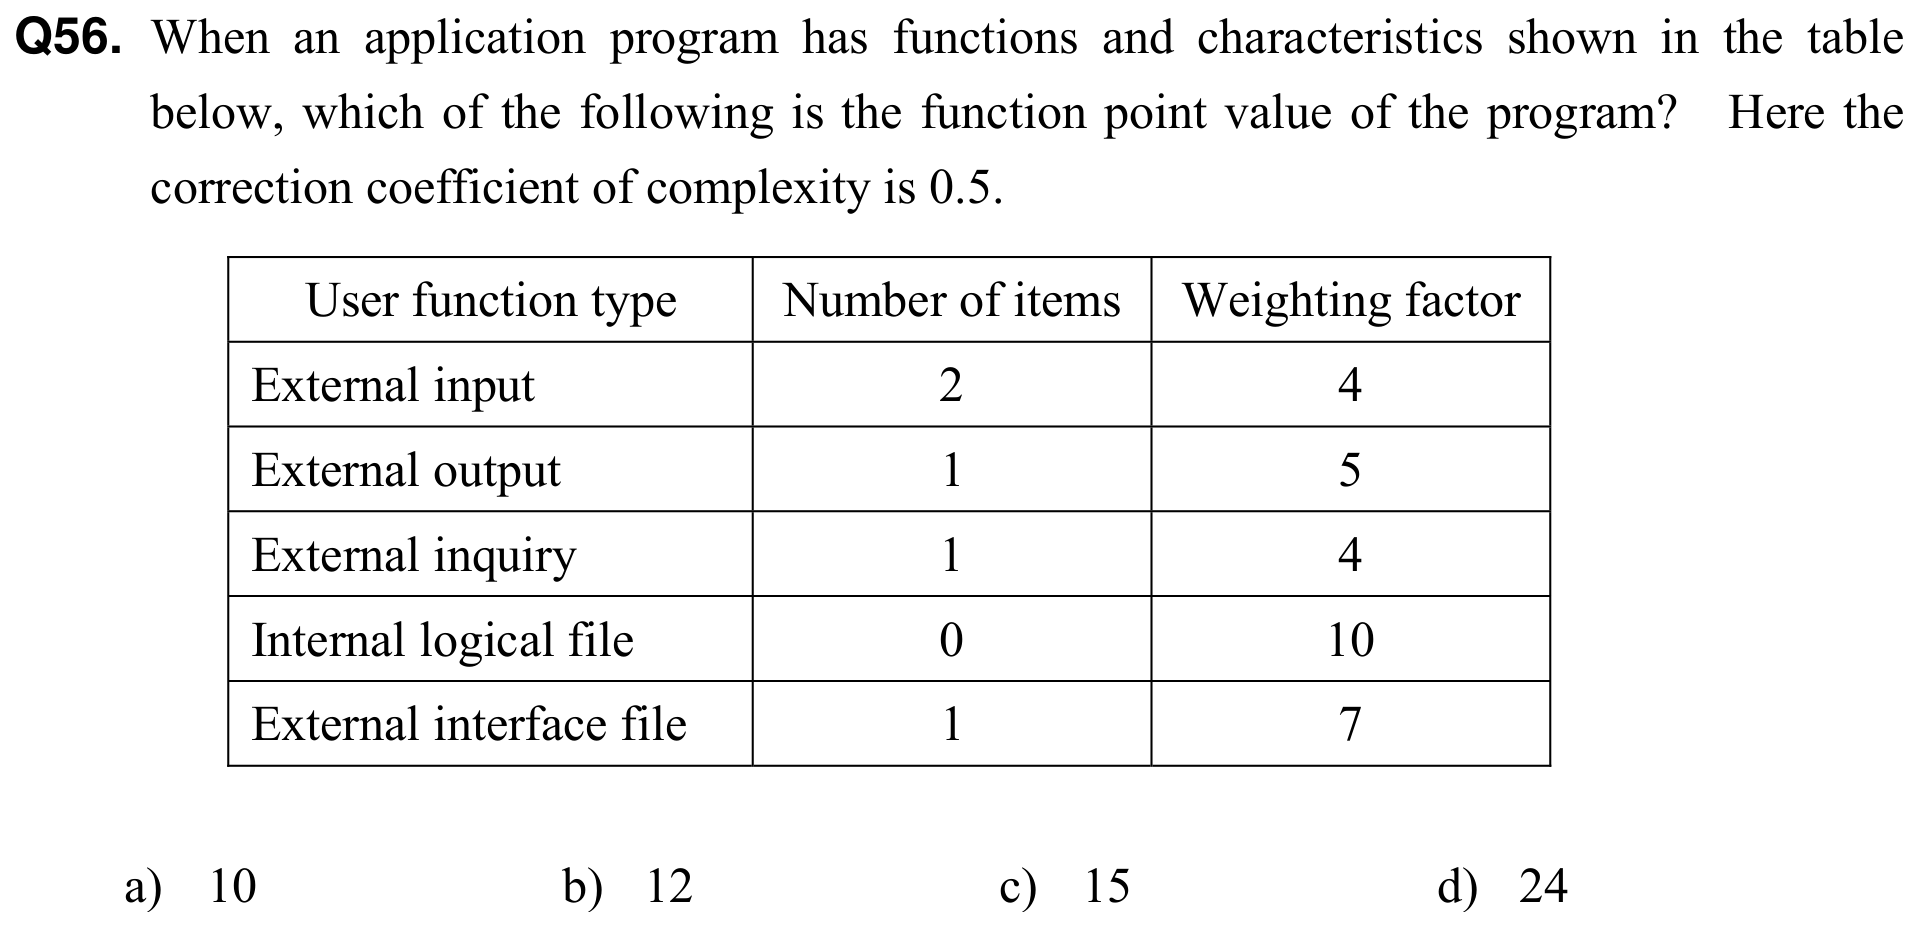 Q56. When an application program has functions and characteristics shown in the table
below, which of the following is the function point value of the program? Here the
correction coefficient of complexity is 0.5.
User function type Number of items Weighting factor
External input 2 4
External output 1 5
External inquiry 1 4
Internal logical file 0 10
External interface file 1 7
a) 10 b) 12 c) 15 d) 24